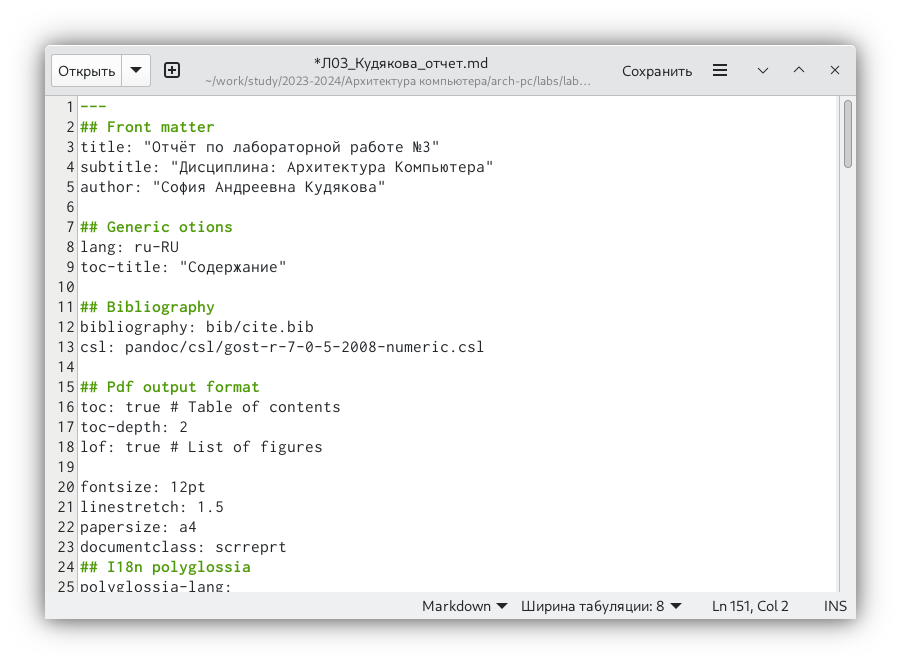 Открыть
*Л03_Кудякова_отчет.md
~/work/study/2023-2024/Архитектура компьютера/arch-pc/labs/lab…
Сохранить
1 ---
2 ## Front matter
3 title: "Отчёт по лабораторной работе №3"
4 subtitle: "Дисциплина: Архитектура Компьютера"
5 author: "София Андреевна Кудякова"
6
7 ## Generic otions
8 lang: ru-RU
9 toc-title: "Содержание"
10
11 ## Bibliography
12 bibliography: bib/cite.bib
13 csl: pandoc/csl/gost-r-7-0-5-2008-numeric.csl
14
15 ## Pdf output format
16 toc: true # Table of contents
17 toc-depth: 2
18 lof: true # List of figures
19
20 fontsize: 12pt
21 linestretch: 1.5
22 papersize: a4
23 documentclass: scrreprt
24 ## I18n polyglossia
25 polyglossia-lang:
Markdown Ширина табуляции: 8 Ln 151, Col 2 INS